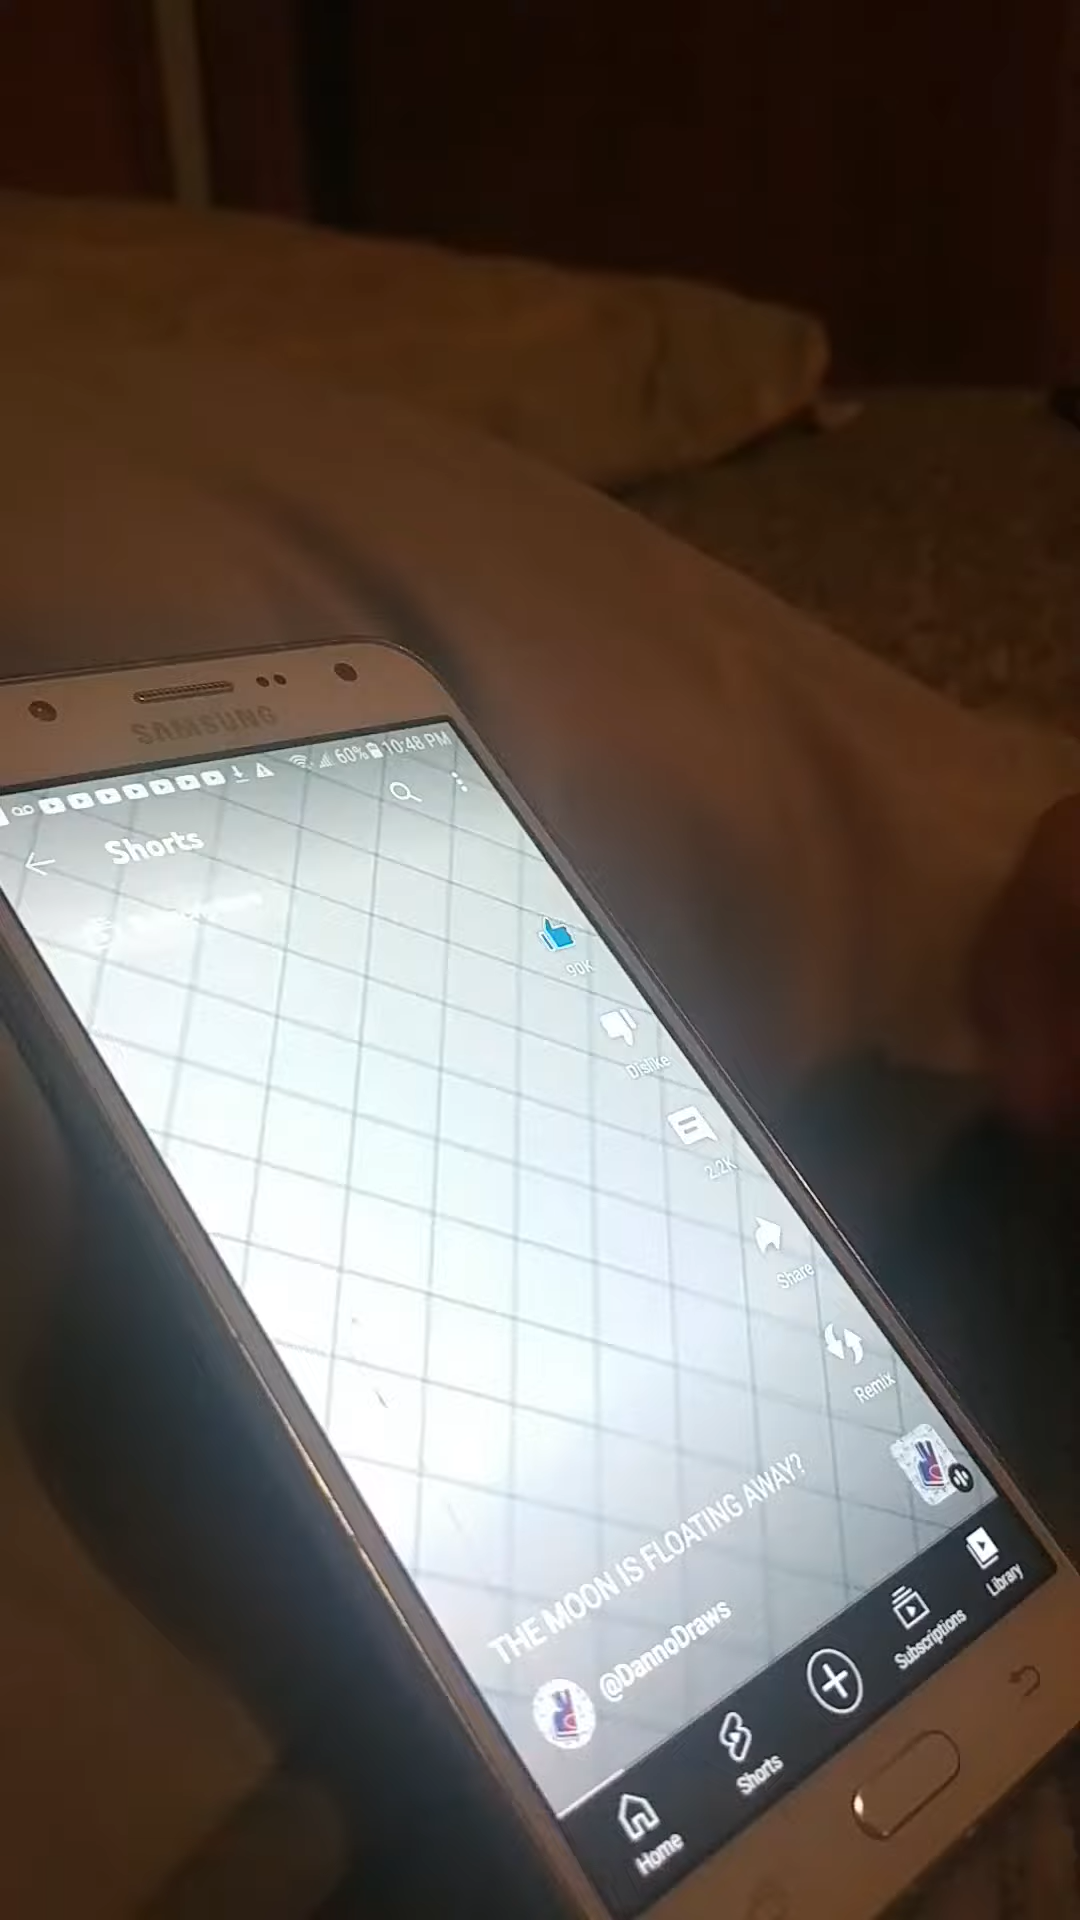 SAMSUNG
60% 10:48 PM
Shorts
90K
Dislike
2.2K
Share
Remix
THE MOON IS FLOATING AWAY?
@DannoDraws
Home
Shorts
Subscriptions
Library